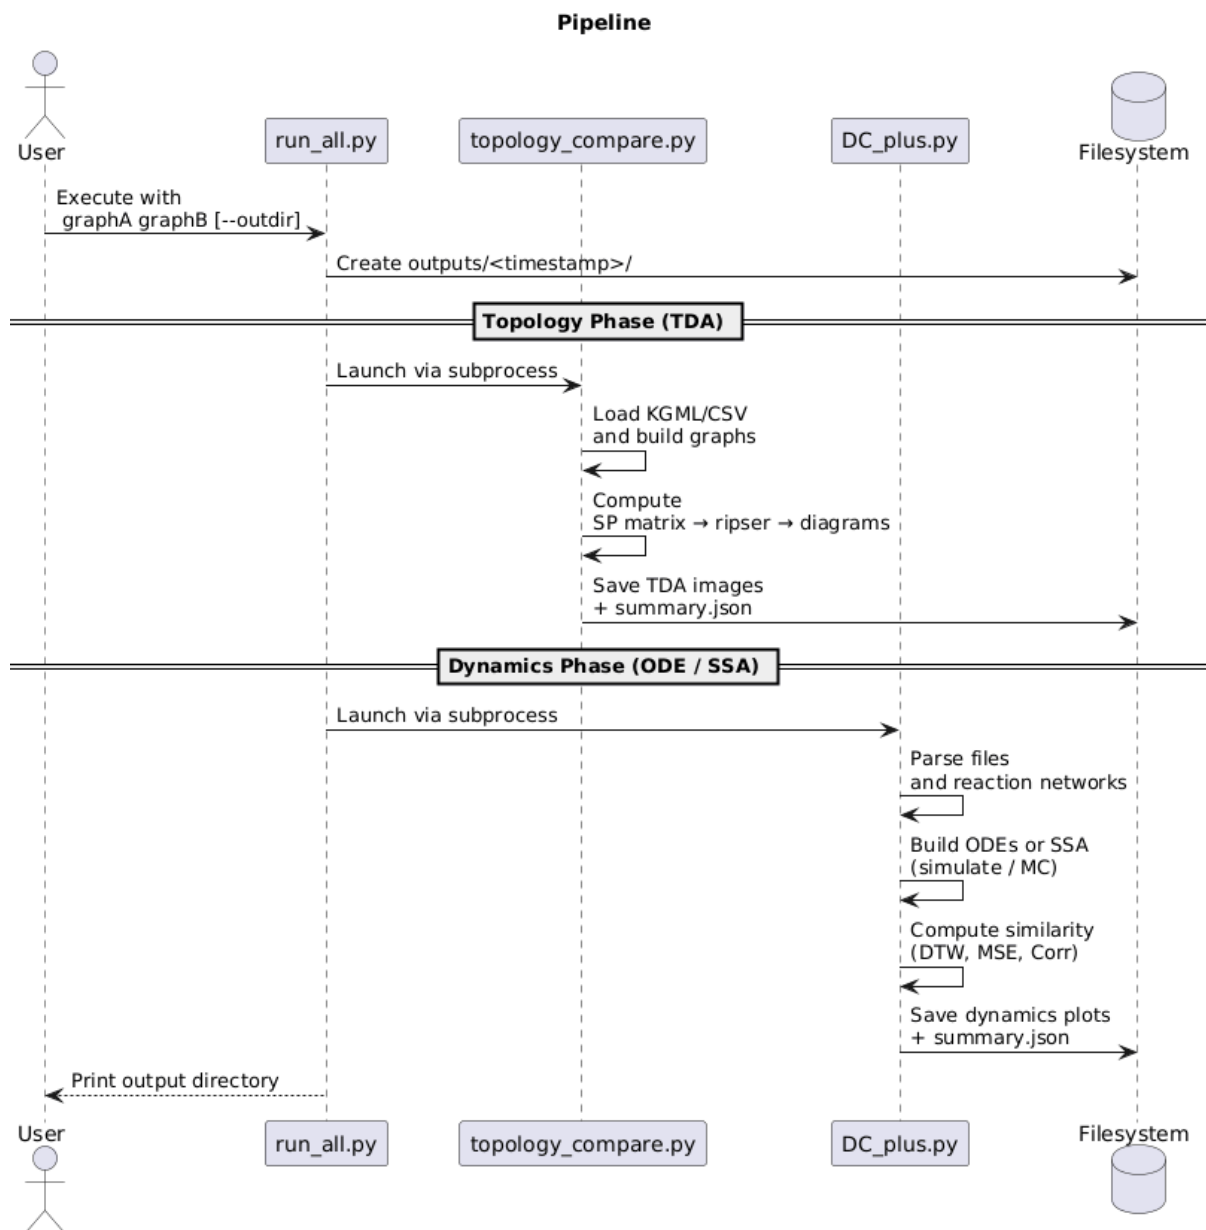 Pipeline
User
run_all.py
topology_compare.py
DC_plus.py
Filesystem
Execute with
graphA graphB [--outdir]
Create outputs/<timestamp>/
Topology Phase (TDA)
Launch via subprocess
Load KGML/CSV
and build graphs
Compute
SP matrix → ripser → diagrams
Save TDA images
+ summary.json
Dynamics Phase (ODE / SSA)
Launch via subprocess
Parse files
and reaction networks
Build ODEs or SSA
(simulate / MC)
Compute similarity
(DTW, MSE, Corr)
Save dynamics plots
+ summary.json
Print output directory
User
run_all.py
topology_compare.py
DC_plus.py
Filesystem